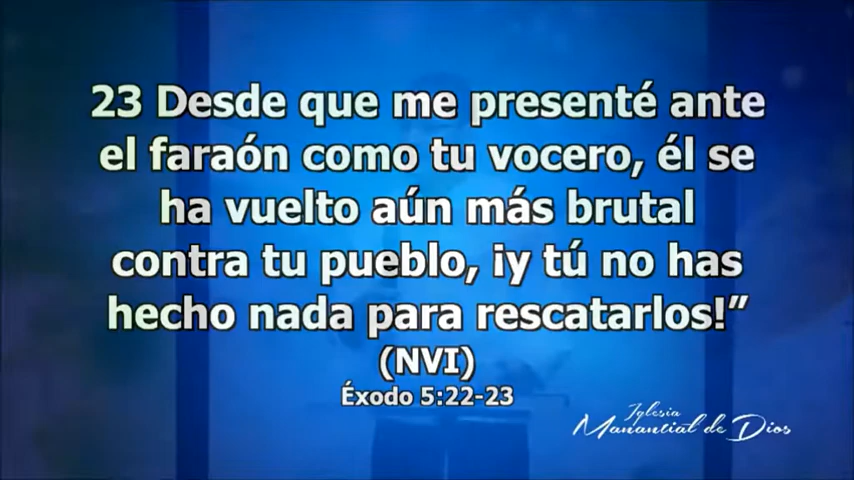 23 Desde que me presenté ante
el faraón como tu vocero, él se
ha vuelto aún más brutal
contra tu pueblo, ¡y tú no has
hecho nada para rescatarlos!”
(NVI)
Éxodo 5:22-23
Iglesia
Manantial de Dios